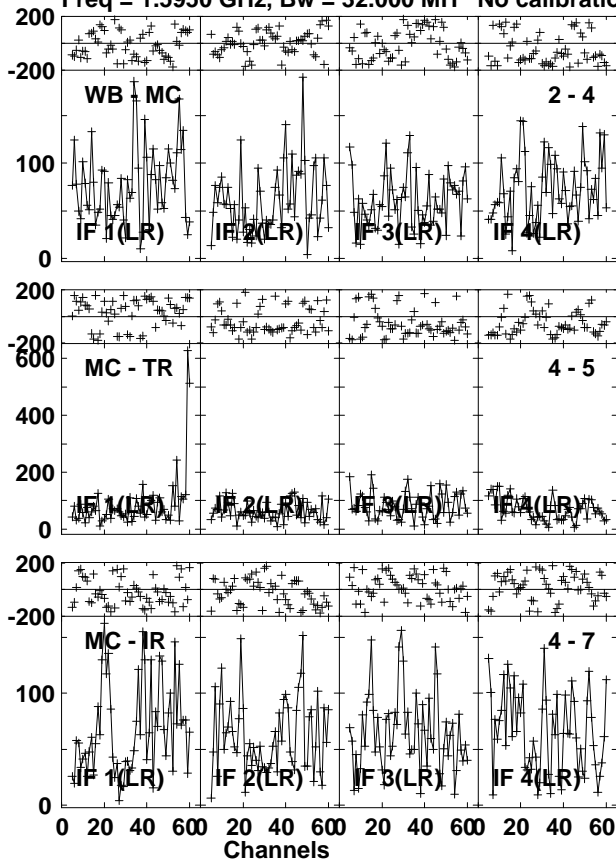 Freq = 1.5950 GHz, Bw = 32.000 MH No calibratio
200
-200
WB - MC
2 - 4
100
0
IF 1(LR) IF 2(LR) IF 3(LR) IF 4(LR)
200
-200
600
MC - TR
4 - 5
400
200
0
IF 1(LR) IF 2(LR) IF 3(LR) IF 4(LR)
200
-200
MC - IR
4 - 7
100
0
IF 1(LR) IF 2(LR) IF 3(LR) IF 4(LR)
0 20 40 600 20 40 600 20 40 600 20 40 60
Channels